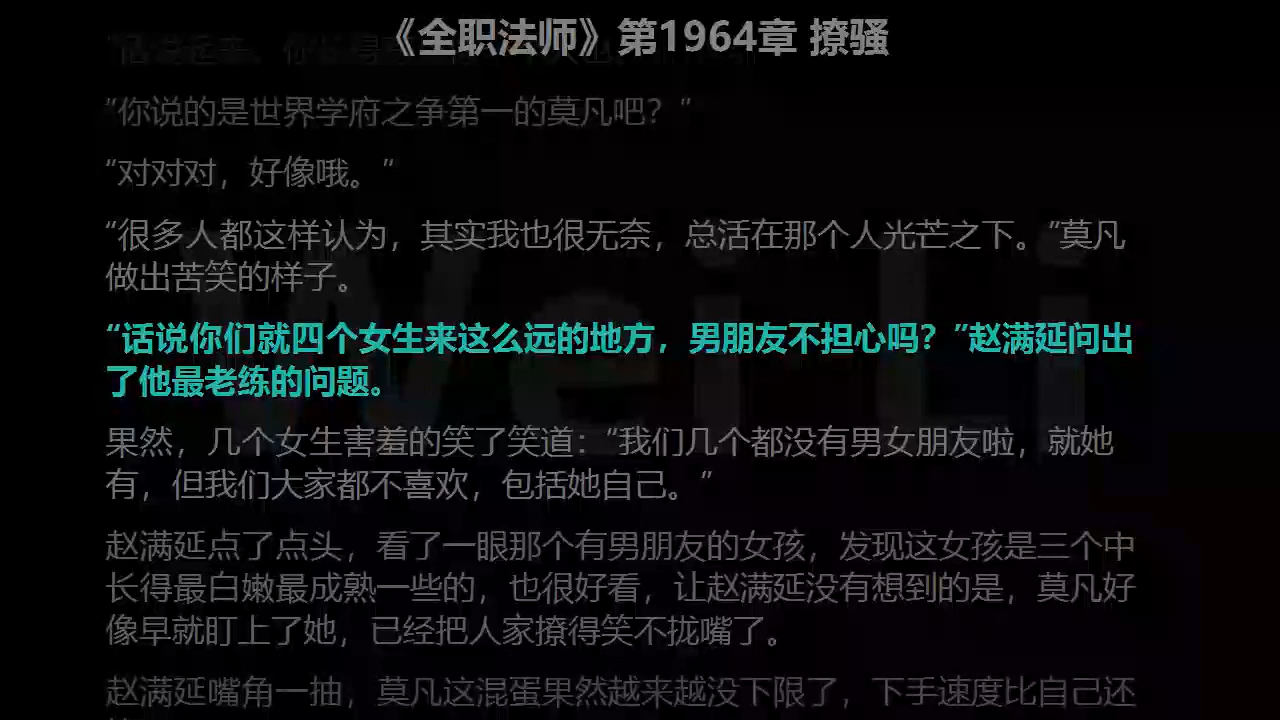 《全职法师》第1964章 撩骚
“你说的是世界学府之争第一的莫凡吧？”
“对对对，好像哦。”
“很多人都这样认为，其实我也很无奈，总活在那个人光芒之下。”莫凡
做出苦笑的样子。
“话说你们就四个女生来这么远的地方，男朋友不担心吗？”赵满延问出
了他最老练的问题。
果然，几个女生害羞的笑了笑道：“我们几个都没有男女朋友啦，就她
有，但我们大家都不喜欢，包括她自己。”
赵满延点了点头，看了一眼那个有男朋友的女孩，发现这女孩是三个中
长得最白嫩最成熟一些的，也很好看，让赵满延没有想到的是，莫凡好
像早就盯上了她，已经把人家撩得笑不拢嘴了。
赵满延嘴角一抽，莫凡这混蛋果然越来越没下限了，下手速度比自己还
Wei Li